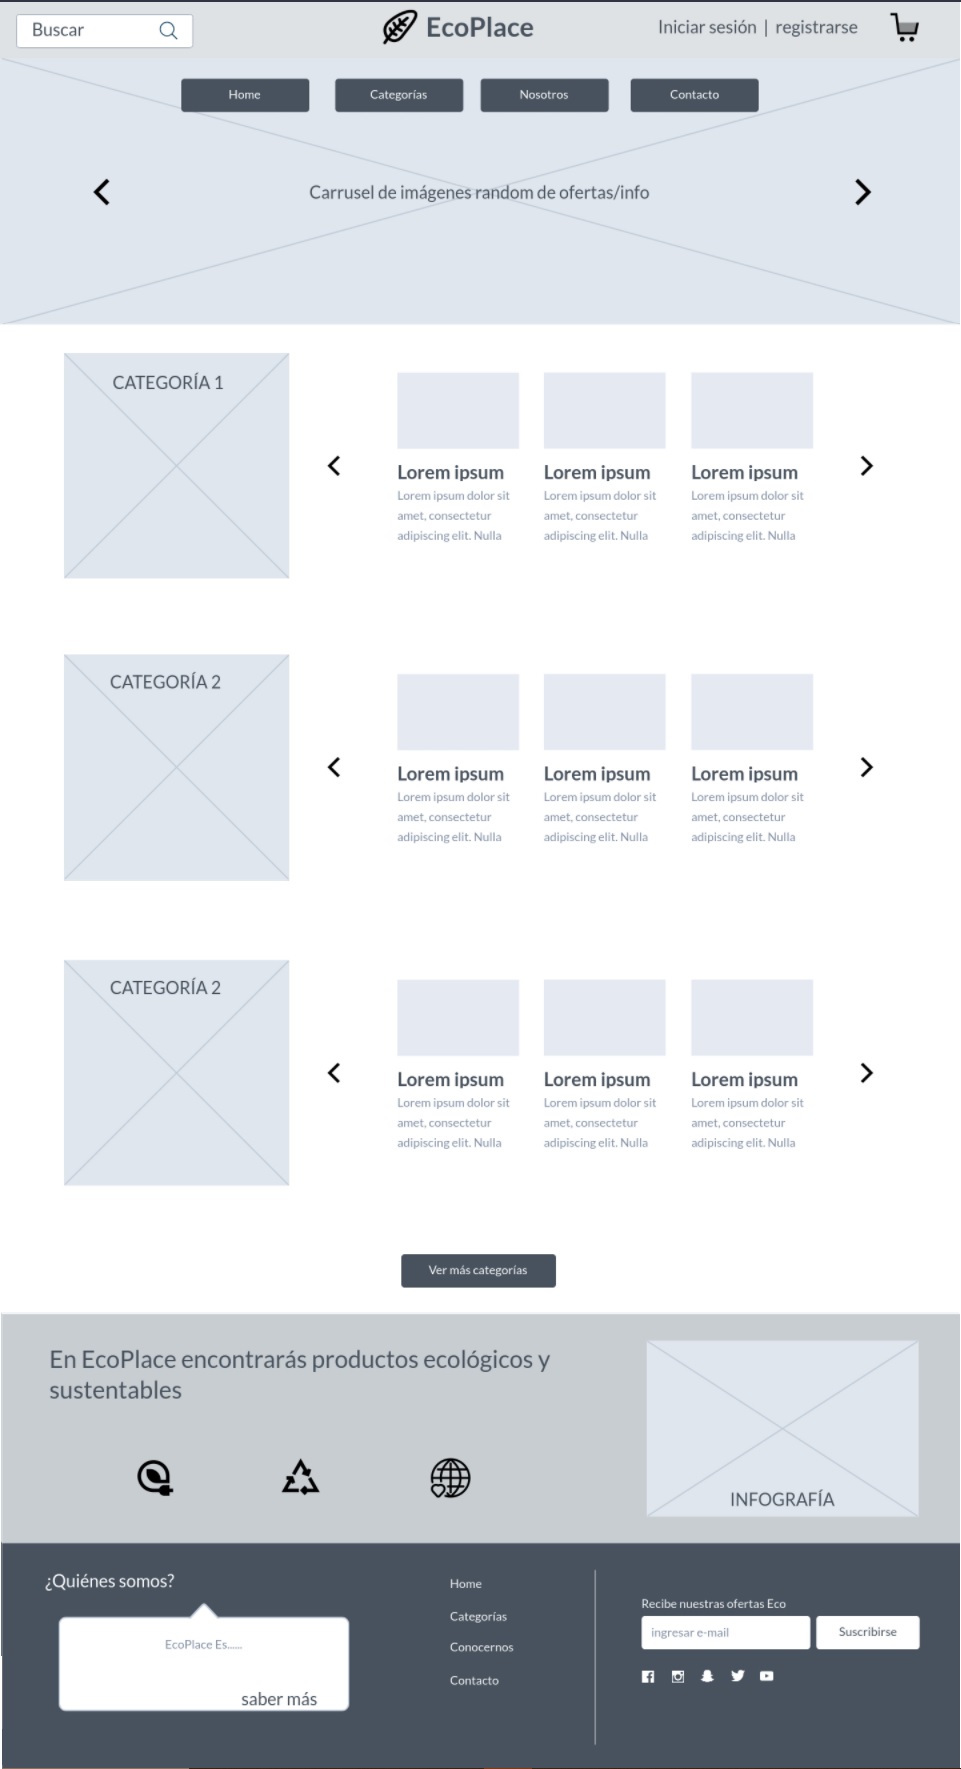 Buscar
EcoPlace
Iniciar sesión | registrarse
Home
Categorías
Nosotros
Contacto
Carrusel de imágenes random de ofertas/info
CATEGORÍA 1
Lorem ipsum
Lorem ipsum dolor sit
amet, consectetur
adipiscing elit. Nulla
Lorem ipsum
Lorem ipsum dolor sit
amet, consectetur
adipiscing elit. Nulla
Lorem ipsum
Lorem ipsum dolor sit
amet, consectetur
adipiscing elit. Nulla
CATEGORÍA 2
Lorem ipsum
Lorem ipsum dolor sit
amet, consectetur
adipiscing elit. Nulla
Lorem ipsum
Lorem ipsum dolor sit
amet, consectetur
adipiscing elit. Nulla
Lorem ipsum
Lorem ipsum dolor sit
amet, consectetur
adipiscing elit. Nulla
CATEGORÍA 2
Lorem ipsum
Lorem ipsum dolor sit
amet, consectetur
adipiscing elit. Nulla
Lorem ipsum
Lorem ipsum dolor sit
amet, consectetur
adipiscing elit. Nulla
Lorem ipsum
Lorem ipsum dolor sit
amet, consectetur
adipiscing elit. Nulla
Ver más categorías
En EcoPlace encontrarás productos ecológicos y
sustentables
INFOGRAFÍA
¿Quiénes somos?
EcoPlace Es......
saber más
Home
Categorías
Conocernos
Contacto
Recibe nuestras ofertas Eco
ingresar e-mail
Suscribirse